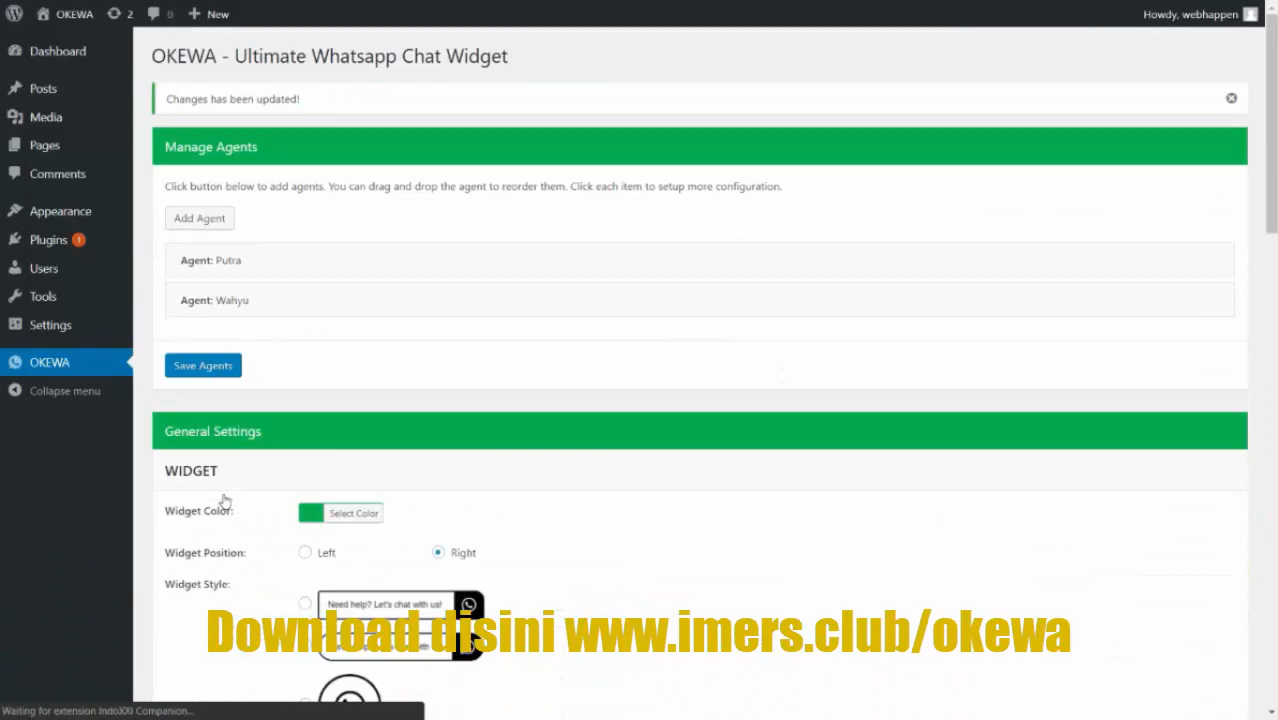 OKEWA 2 0 New Howdy, webhappen
Dashboard
Posts
Media
Pages
Comments
Appearance
Plugins 1
Users
Tools
Settings
OKEWA
Collapse menu
OKEWA - Ultimate Whatsapp Chat Widget
Changes has been updated!
Manage Agents
Click button below to add agents. You can drag and drop the agent to reorder them. Click each item to setup more configuration.
Add Agent
Agent: Putra
Agent: Wahyu
Save Agents
General Settings
WIDGET
Widget Color: Select Color
Widget Position: Left Right
Widget Style:
Need help? Let's chat with us!
Download disini www.imers.club/okewa
Waiting for extension IndoXXI Companion...